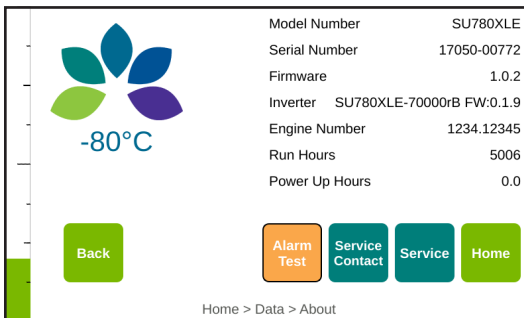 Model Number SU780XLE
Serial Number 17050-00772
Firmware 1.0.2
Inverter SU780XLE-70000rB FW:0.1.9
Engine Number 1234.12345
Run Hours 5006
Power Up Hours 0.0
-80°C
Back
Alarm
Test
Service
Contact
Service
Home
Home > Data > About